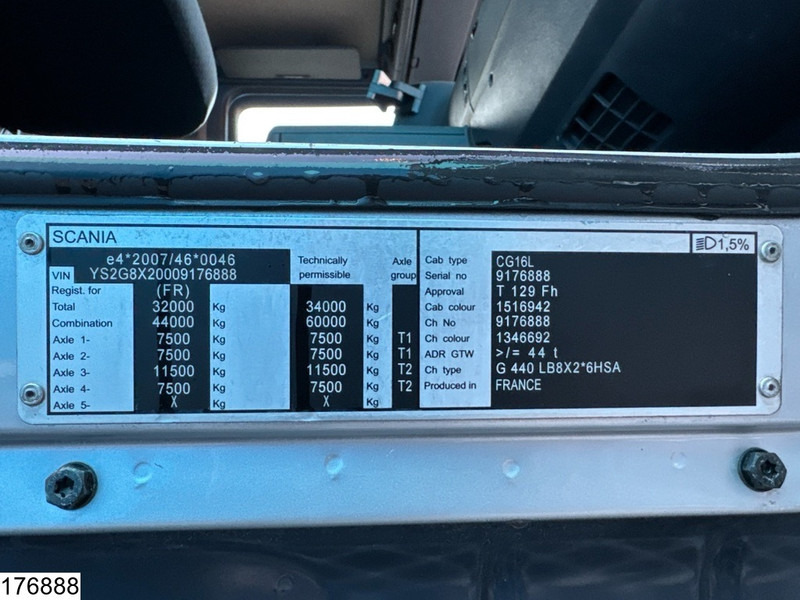 SCANIA 1,5%
e4*2007/46*0046
VIN YS2G8X20009176888
Technically permissible
Axle group
Regist. for (FR)
Total 32000 Kg 34000 Kg
Combination 44000 Kg 60000 Kg
Axle 1- 7500 Kg 7500 Kg T1
Axle 2- 7500 Kg 7500 Kg T1
Axle 3- 11500 Kg 11500 Kg T2
Axle 4- 7500 Kg 7500 Kg T2
Axle 5- X Kg X Kg
Cab type CG16L
Serial no 9176888
Approval T 129 Fh
Cab colour 1516942
Ch No 9176888
Ch colour 1346692
ADR GTW >/= 44 t
Ch type G 440 LB8X2*6HSA
Produced in FRANCE
176888